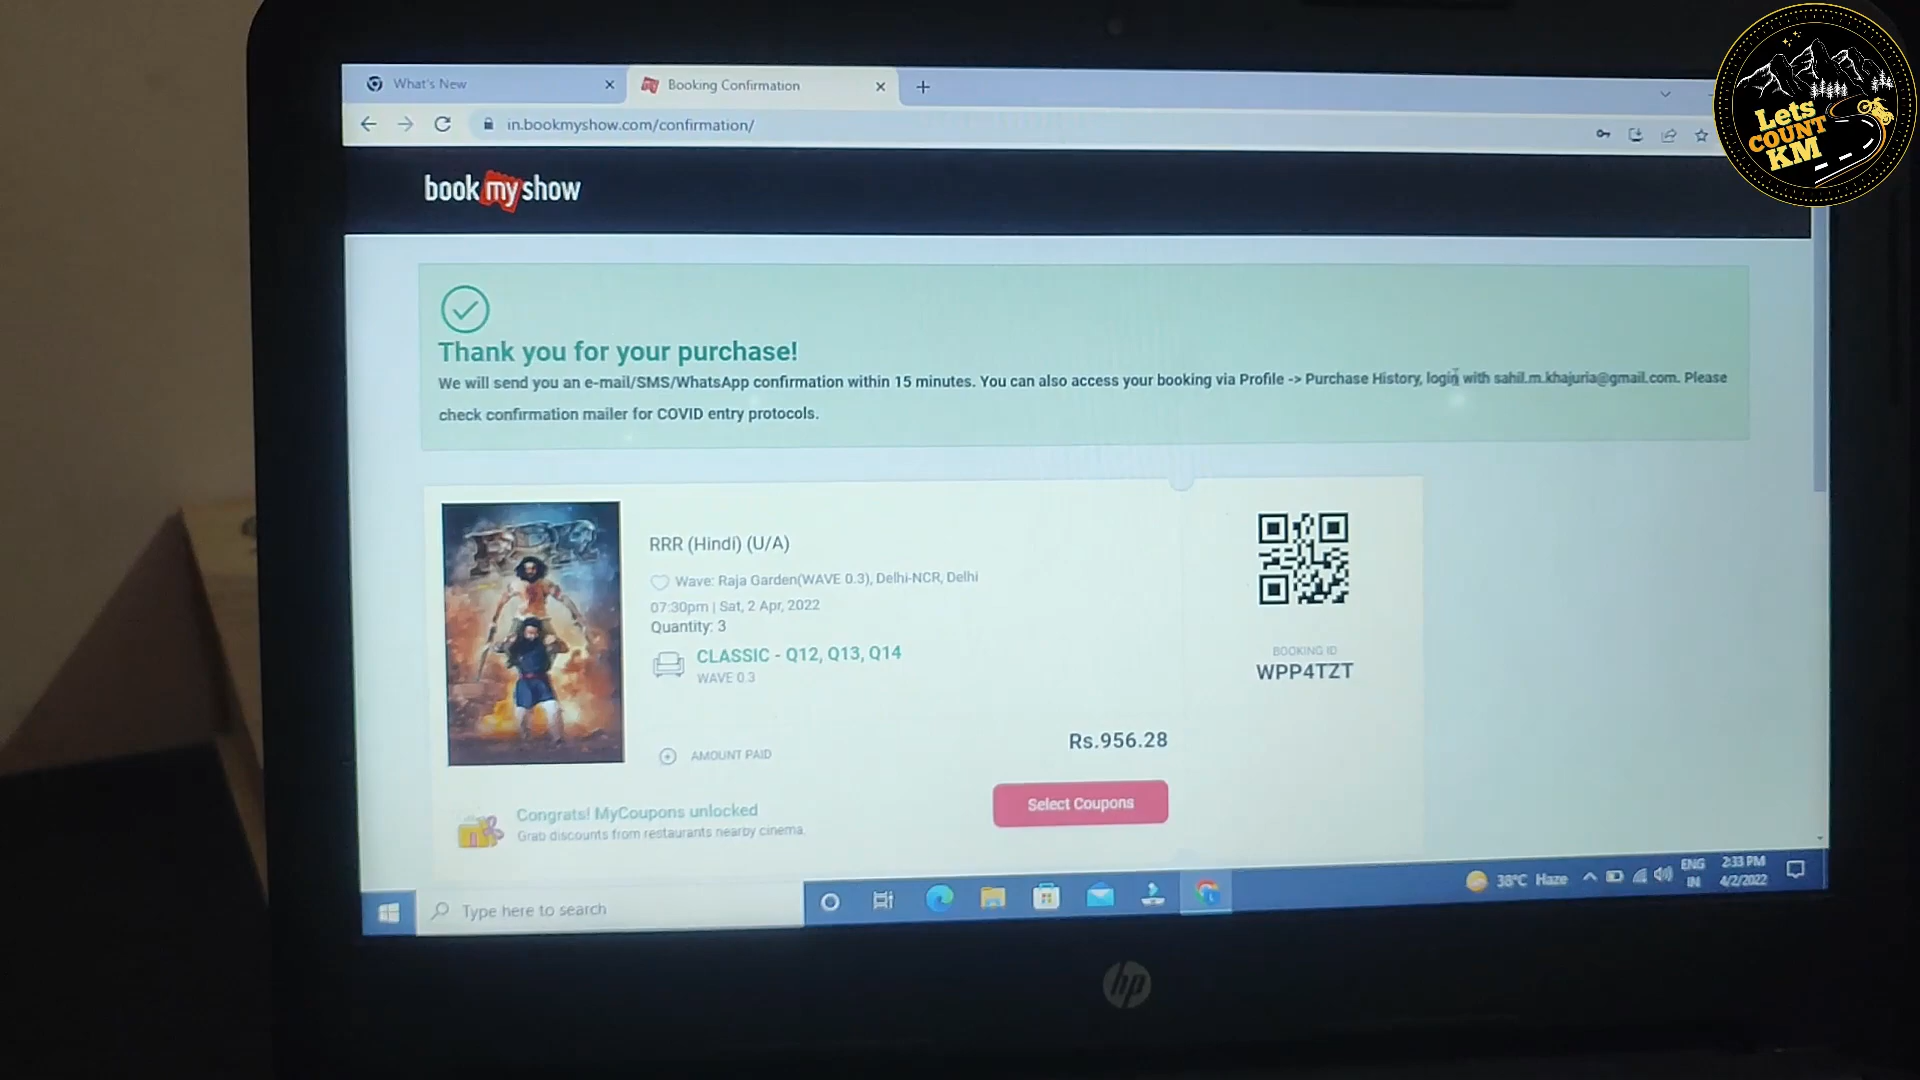 What's New
Booking Confirmation
in.bookmyshow.com/confirmation/
Lets
COUNT
KM
bookmyshow
Thank you for your purchase!
We will send you an e-mail/SMS/WhatsApp confirmation within 15 minutes. You can also access your booking via Profile -> Purchase History, login with sahil.m.khajuria@gmail.com. Please
check confirmation mailer for COVID entry protocols.
RRR
RRR (Hindi) (U/A)
Wave: Raja Garden(WAVE 0.3), Delhi-NCR, Delhi
07:30pm | Sat, 2 Apr, 2022
Quantity: 3
CLASSIC - Q12, Q13, Q14
WAVE 0.3
BOOKING ID
WPP4TZT
AMOUNT PAID
Rs.956.28
Congrats! MyCoupons unlocked
Grab discounts from restaurants nearby cinema.
Select Coupons
Type here to search
38°C Haze
ENG
IN
2:33 PM
4/2/2022
hp